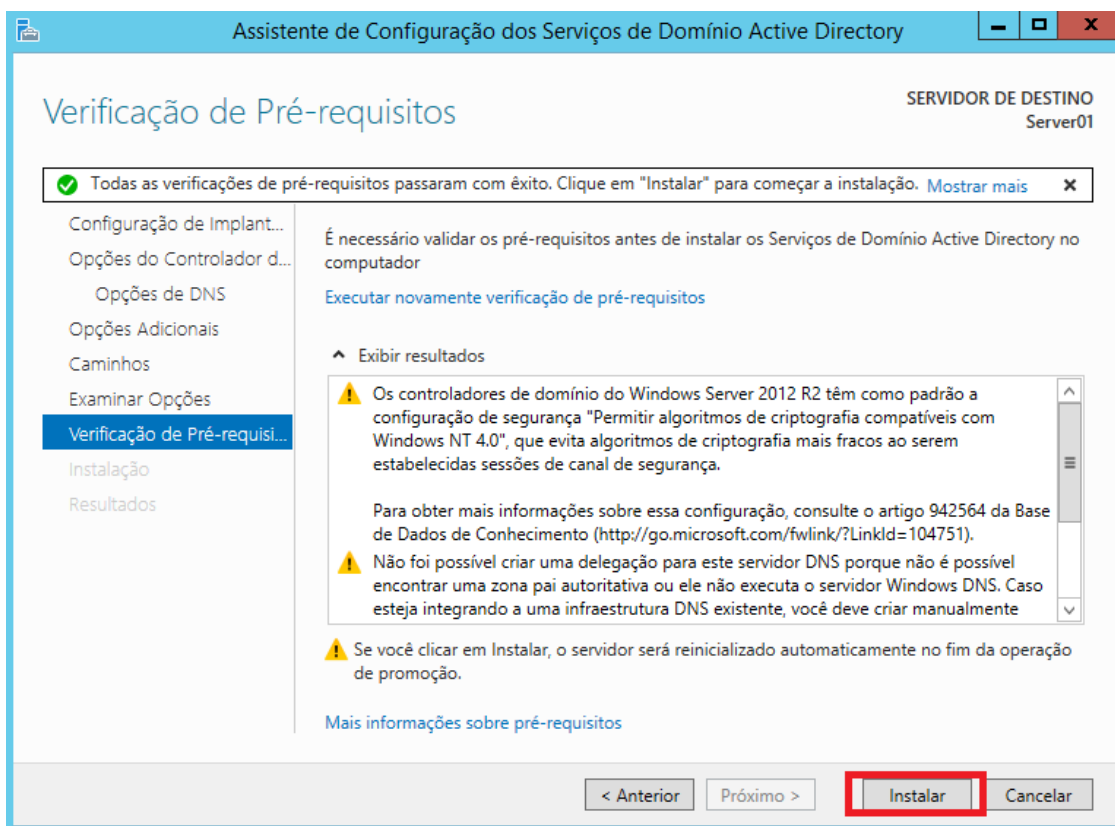 Assistente de Configuração dos Serviços de Domínio Active Directory
Verificação de Pré-requisitos
SERVIDOR DE DESTINO
Server01
Todas as verificações de pré-requisitos passaram com êxito. Clique em "Instalar" para começar a instalação. Mostrar mais
Configuração de Implant...
Opções do Controlador d...
Opções de DNS
Opções Adicionais
Caminhos
Examinar Opções
Verificação de Pré-requisi...
Instalação
Resultados
É necessário validar os pré-requisitos antes de instalar os Serviços de Domínio Active Directory no
computador
Executar novamente verificação de pré-requisitos
Exibir resultados
Os controladores de domínio do Windows Server 2012 R2 têm como padrão a
configuração de segurança "Permitir algoritmos de criptografia compatíveis com
Windows NT 4.0", que evita algoritmos de criptografia mais fracos ao serem
estabelecidas sessões de canal de segurança.
Para obter mais informações sobre essa configuração, consulte o artigo 942564 da Base
de Dados de Conhecimento (http://go.microsoft.com/fwlink/?LinkId=104751).
Não foi possível criar uma delegação para este servidor DNS porque não é possível
encontrar uma zona pai autoritativa ou ele não executa o servidor Windows DNS. Caso
esteja integrando a uma infraestrutura DNS existente, você deve criar manualmente
Se você clicar em Instalar, o servidor será reinicializado automaticamente no fim da operação
de promoção.
Mais informações sobre pré-requisitos
< Anterior
Próximo >
Instalar
Cancelar